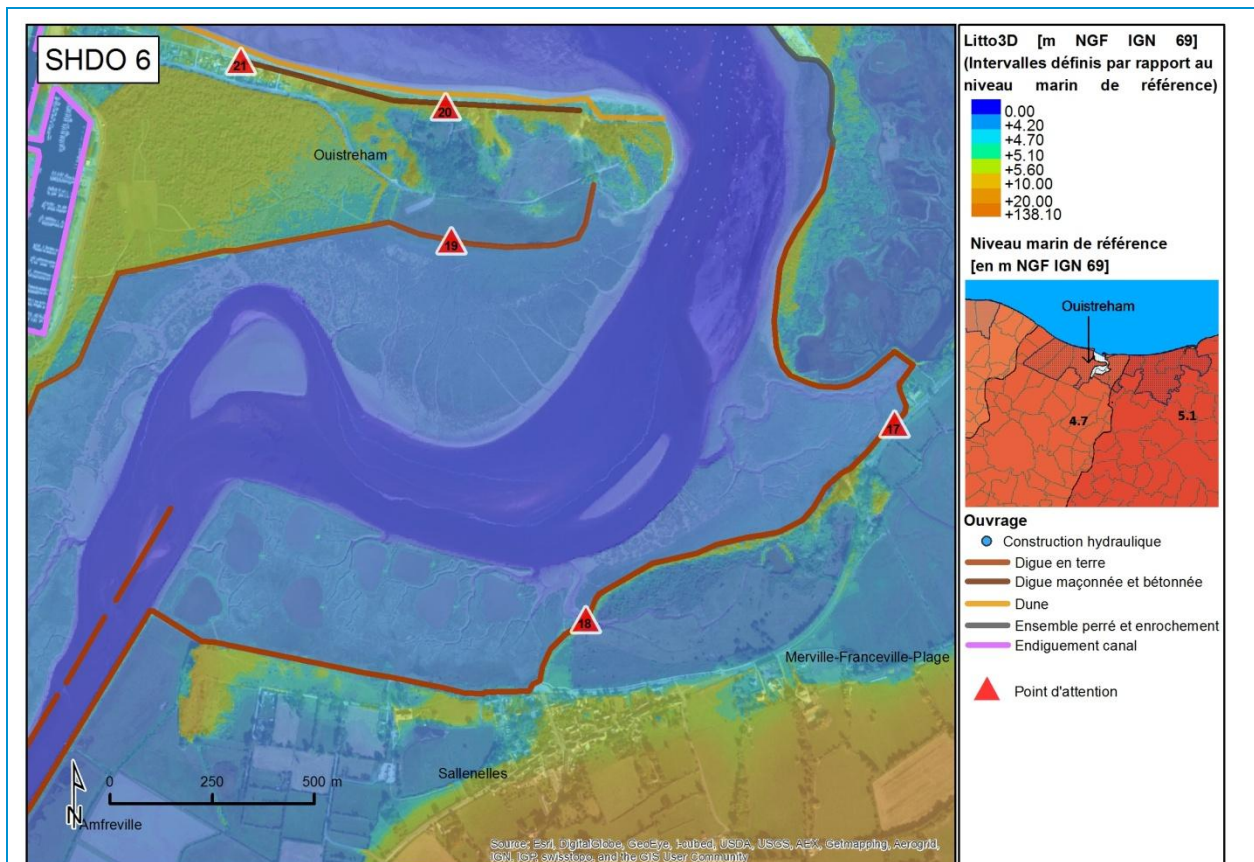 SHDO 6
21
20
Ouistreham
19
17
18
Merville-Franceville-Plage
Sallenelles
0 250 500 m
N
Amfreville
Source: Esri, DigitalGlobe, GeoEye, i-cubed, USDA, USGS, AEX, Getmapping, Aerogrid,
IGN, IGP, swisstopo, and the GIS User Community
Litto3D [m NGF IGN 69]
(Intervalles définis par rapport au
niveau marin de référence)
0.00
+4.20
+4.70
+5.10
+5.60
+10.00
+20.00
+138.10
Niveau marin de référence
[en m NGF IGN 69]
Ouistreham
4.7
5.1
Ouvrage
Construction hydraulique
Digue en terre
Digue maçonnée et bétonnée
Dune
Ensemble perré et enrochement
Endiguement canal
Point d'attention